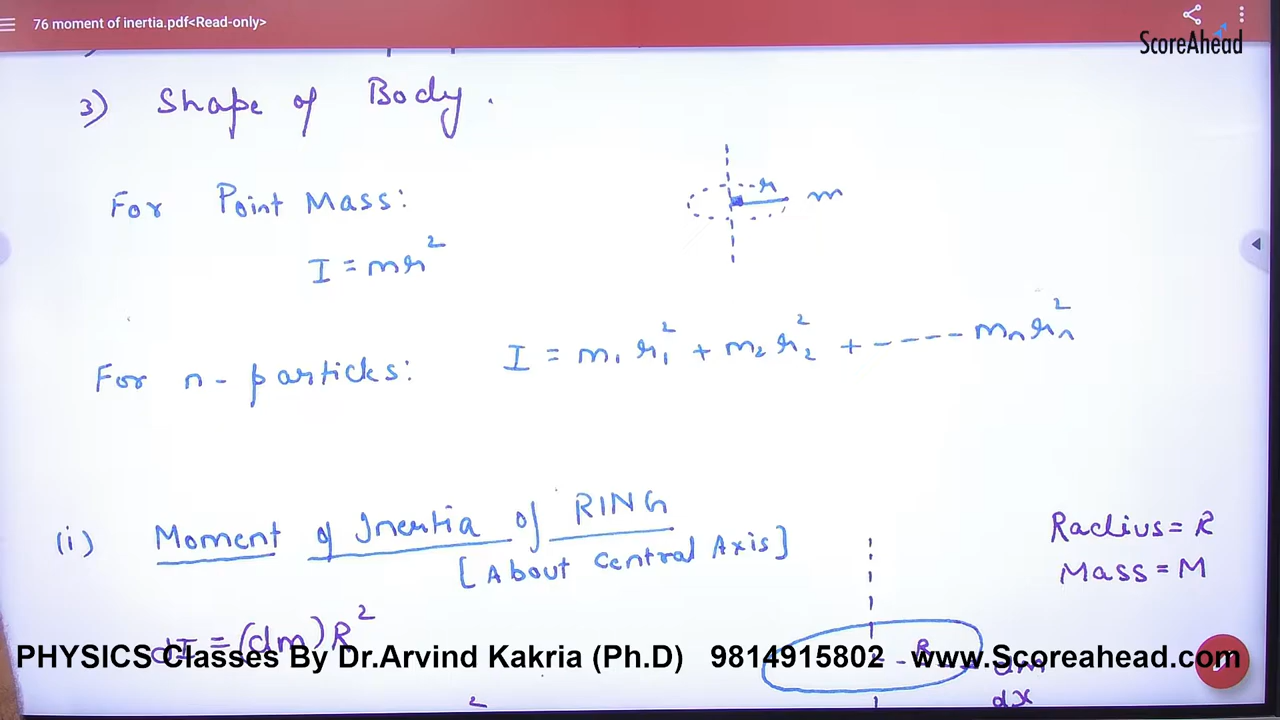 76 moment of inertia.pdf<Read-only>
ScoreAhead
3) Shape of Body.
For Point Mass:
r m
I = mr²
For n - particles: I = m₁r₁² + m₂r₂² + ---- mₙrₙ²
(i) Moment of Inertia of RING
[About Central Axis]
Radius = R
Mass = M
dI = (dm)R²
R dm
PHYSICS Classes By Dr.Arvind Kakria (Ph.D) 9814915802 www.Scoreahead.com
dx
2